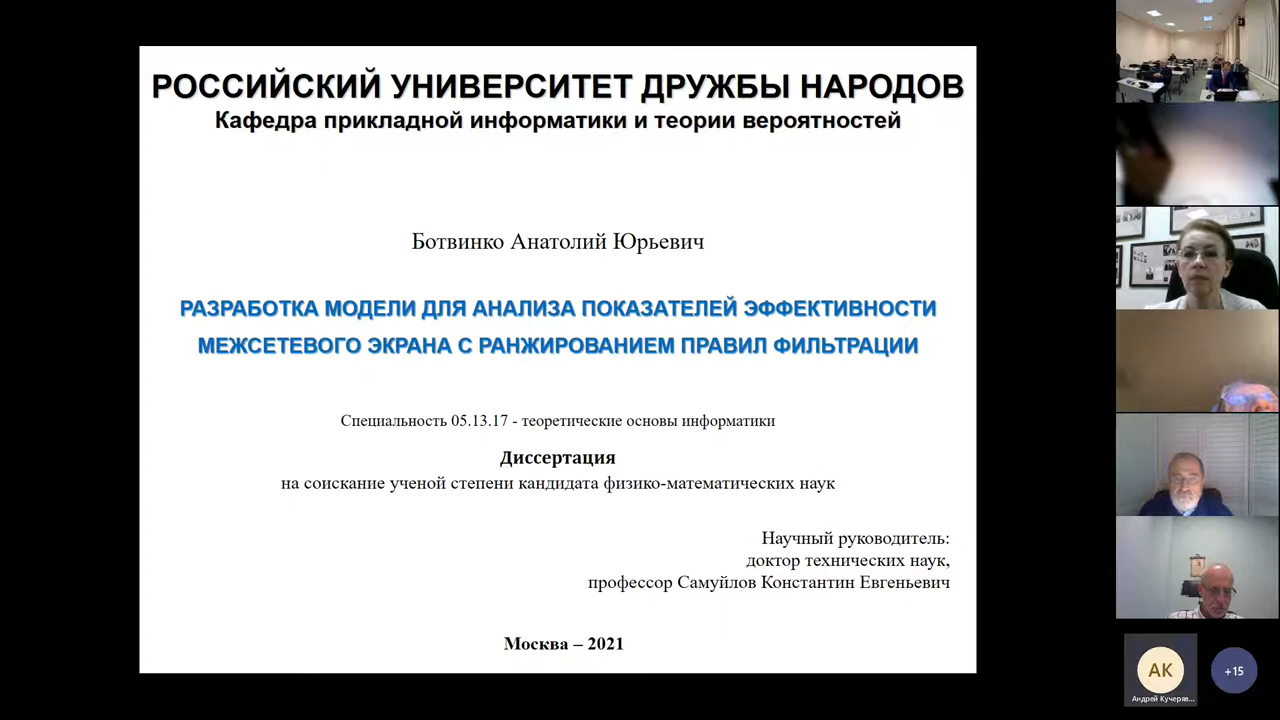 РОССИЙСКИЙ УНИВЕРСИТЕТ ДРУЖБЫ НАРОДОВ
Кафедра прикладной информатики и теории вероятностей
Ботвинко Анатолий Юрьевич
РАЗРАБОТКА МОДЕЛИ ДЛЯ АНАЛИЗА ПОКАЗАТЕЛЕЙ ЭФФЕКТИВНОСТИ
МЕЖСЕТЕВОГО ЭКРАНА С РАНЖИРОВАНИЕМ ПРАВИЛ ФИЛЬТРАЦИИ
Специальность 05.13.17 - теоретические основы информатики
Диссертация
на соискание ученой степени кандидата физико-математических наук
Научный руководитель:
доктор технических наук,
профессор Самуйлов Константин Евгеньевич
Москва – 2021
АК
+15
Андрей Кучеряв...